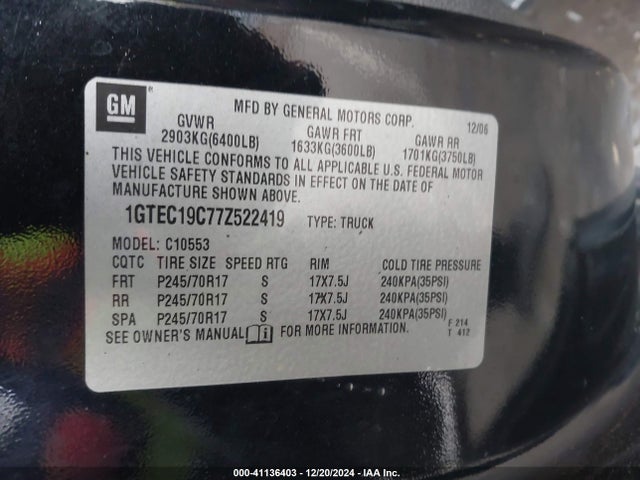 GM
MFD BY GENERAL MOTORS CORP. 12/06
GVWR GAWR FRT GAWR RR
2903KG(6400LB) 1633KG(3600LB) 1701KG(3750LB)
THIS VEHICLE CONFORMS TO ALL APPLICABLE U.S. FEDERAL MOTOR
VEHICLE SAFETY STANDARDS IN EFFECT ON THE DATE OF
MANUFACTURE SHOWN ABOVE.
1GTEC19C77Z522419 TYPE: TRUCK
MODEL: C10553
CQTC TIRE SIZE SPEED RTG RIM COLD TIRE PRESSURE
FRT P245/70R17 S 17X7.5J 240KPA(35PSI)
RR P245/70R17 S 17X7.5J 240KPA(35PSI)
SPA P245/70R17 S 17X7.5J 240KPA(35PSI)
SEE OWNER'S MANUAL FOR MORE INFORMATION. F 214
T 412
000-41136403 - 12/20/2024 - IAA Inc.